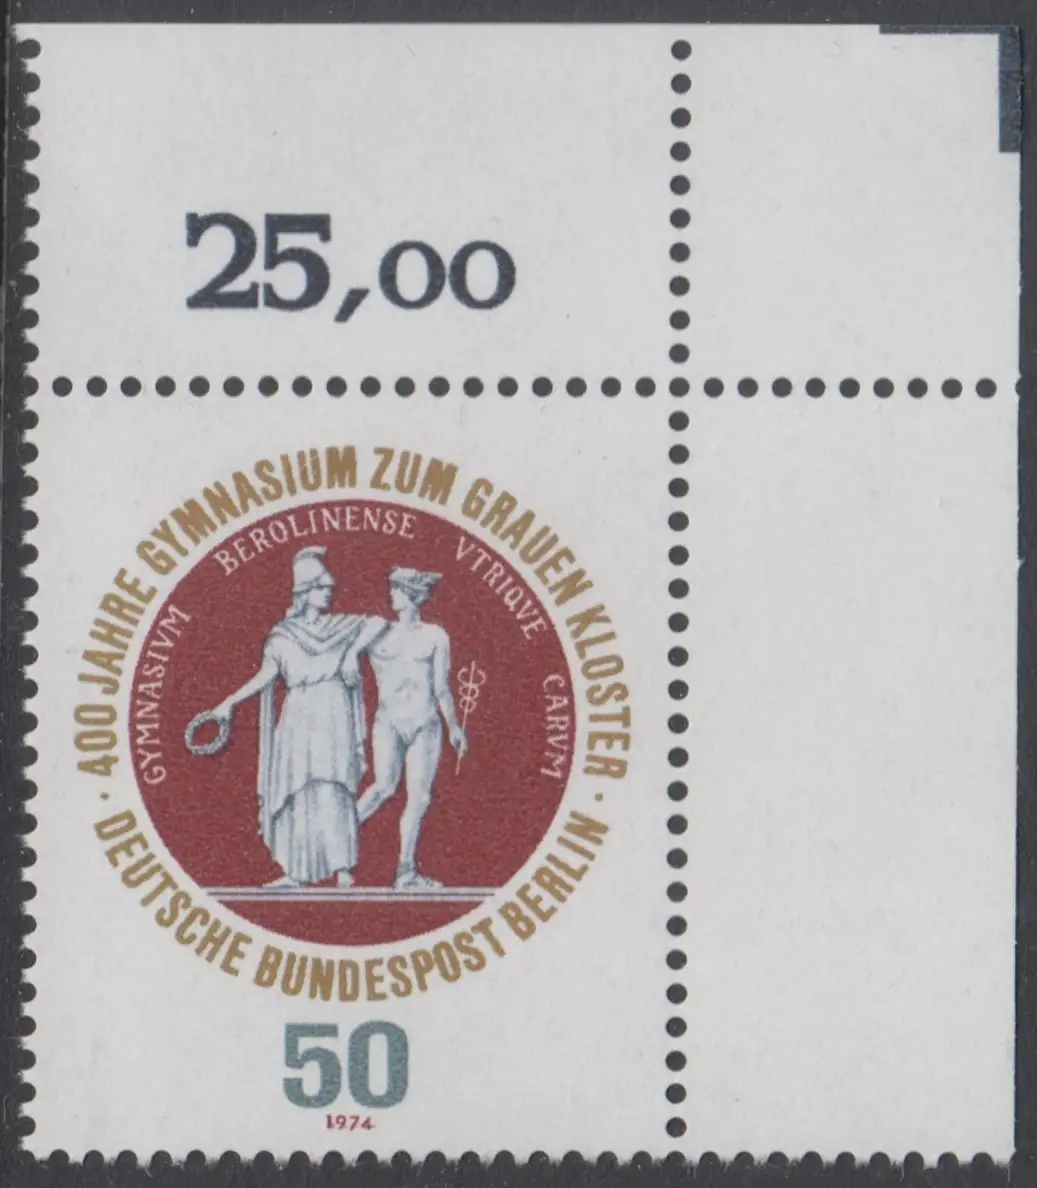 25,00
400 JAHRE GYMNASIUM ZUM GRAUEN KLOSTER
GYMNASIVM BEROLINENSE VTRIQVE CARVM
· DEUTSCHE BUNDESPOST BERLIN ·
50
1974